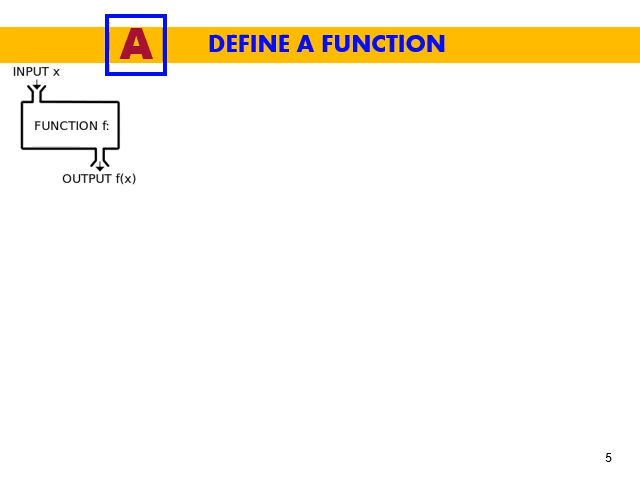 A
DEFINE A FUNCTION
INPUT x
FUNCTION f:
OUTPUT f(x)
5